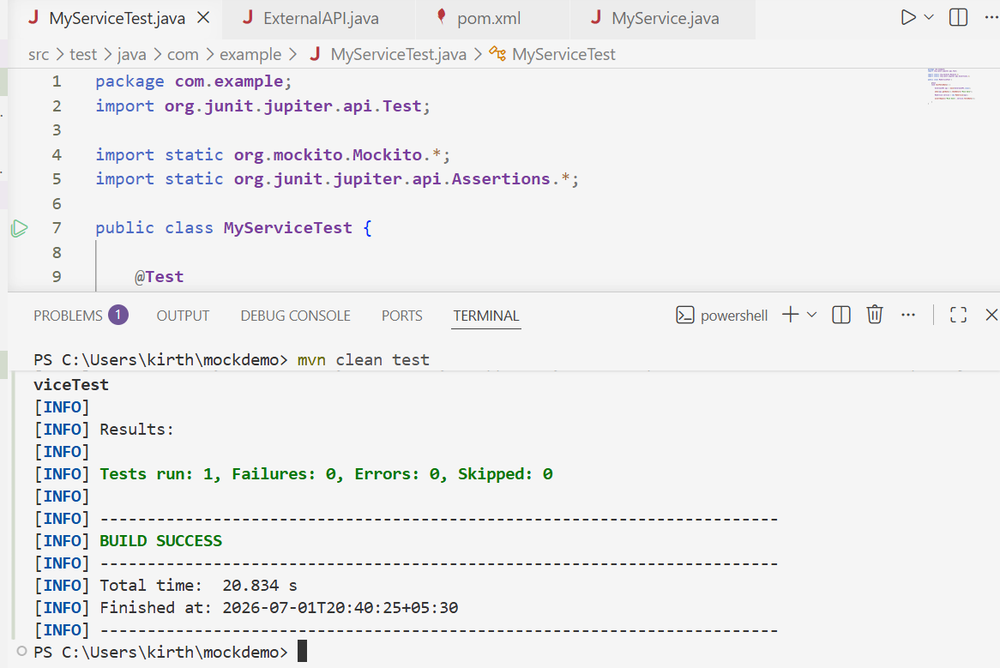 MyServiceTest.java
ExternalAPI.java
pom.xml
MyService.java
src > test > java > com > example > MyServiceTest.java > MyServiceTest
1 package com.example;
2 import org.junit.jupiter.api.Test;
3
4 import static org.mockito.Mockito.*;
5 import static org.junit.jupiter.api.Assertions.*;
6
7 public class MyServiceTest {
8
9 @Test
PROBLEMS 1 OUTPUT DEBUG CONSOLE PORTS TERMINAL powershell
PS C:\Users\kirth\mockdemo> mvn clean test
viceTest
[INFO]
[INFO] Results:
[INFO]
[INFO] Tests run: 1, Failures: 0, Errors: 0, Skipped: 0
[INFO]
[INFO] ------------------------------------------------------------------------
[INFO] BUILD SUCCESS
[INFO] ------------------------------------------------------------------------
[INFO] Total time:  20.834 s
[INFO] Finished at: 2026-07-01T20:40:25+05:30
[INFO] ------------------------------------------------------------------------
PS C:\Users\kirth\mockdemo>